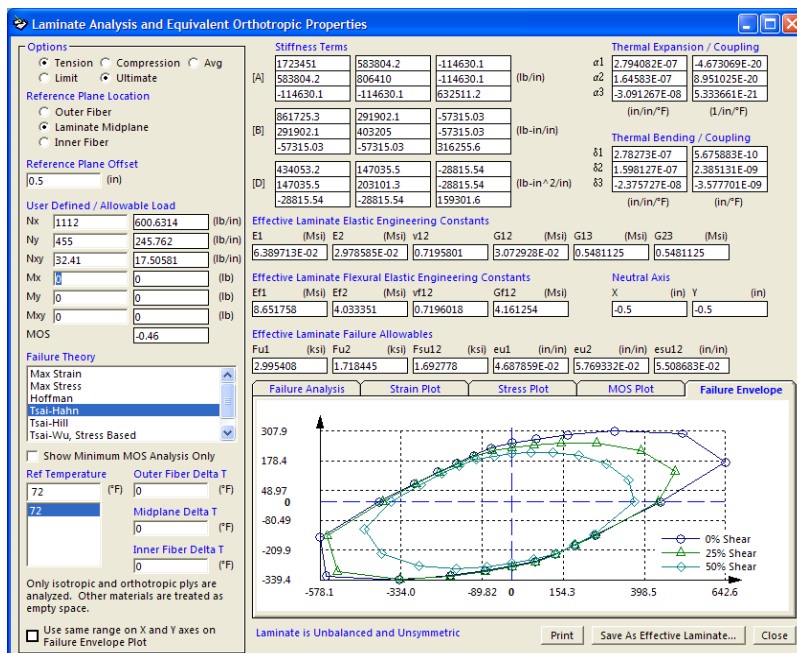 Laminate Analysis and Equivalent Orthotropic Properties
Options
Tension Compression Avg
Limit Ultimate
Reference Plane Location
Outer Fiber
Laminate Midplane
Inner Fiber
Reference Plane Offset
0.5 (in)
User Defined / Allowable Load
Nx 1112 600.6314 (lb/in)
Ny 455 245.762 (lb/in)
Nxy 32.41 17.50581 (lb/in)
Mx 0 0 (lb)
My 0 0 (lb)
Mxy 0 0 (lb)
MOS -0.46
Failure Theory
Max Strain
Max Stress
Hoffman
Tsai-Hahn
Tsai-Hill
Tsai-Wu, Stress Based
Show Minimum MOS Analysis Only
Ref Temperature
72 (°F)
72
Outer Fiber Delta T
0 (°F)
Midplane Delta T
0 (°F)
Inner Fiber Delta T
0 (°F)
Only isotropic and orthotropic plys are
analyzed. Other materials are treated as
empty space.
Use same range on X and Y axes on
Failure Envelope Plot
Stiffness Terms
1723451 583804.2 -114630.1
[A] 583804.2 806410 -114630.1 (lb/in)
-114630.1 -114630.1 632511.2
861725.3 291902.1 -57315.03
[B] 291902.1 403205 -57315.03 (lb-in/in)
-57315.03 -57315.03 316255.6
434053.2 147035.5 -28815.54
[D] 147035.5 203101.3 -28815.54 (lb-in^2/in)
-28815.54 -28815.54 159301.6
Thermal Expansion / Coupling
α1 2.794082E-07 -4.673069E-20
α2 1.64583E-07 8.951025E-20
α3 -3.091267E-08 5.333661E-21
(in/in/°F) (1/in/°F)
Thermal Bending / Coupling
δ1 2.78273E-07 5.675883E-10
δ2 1.598127E-07 2.385131E-09
δ3 -2.375727E-08 -3.577701E-09
(in/in/°F) (in/°F)
Effective Laminate Elastic Engineering Constants
E1 (Msi) E2 (Msi) v12 G12 (Msi) G13 (Msi) G23 (Msi)
6.389713E-02 2.978585E-02 0.7195801 3.072928E-02 0.5481125 0.5481125
Effective Laminate Flexural Elastic Engineering Constants
Ef1 (Msi) Ef2 (Msi) vf12 Gf12 (Msi)
8.651758 4.033351 0.7196018 4.161254
Neutral Axis
X (in) Y (in)
-0.5 -0.5
Effective Laminate Failure Allowables
Fu1 (ksi) Fu2 (ksi) Fsu12 (ksi) eu1 (in/in) eu2 (in/in) esu12 (in/in)
2.995408 1.718445 1.692778 4.687859E-02 5.769332E-02 5.508683E-02
Failure Analysis Strain Plot Stress Plot MOS Plot Failure Envelope
307.9
178.4
48.97
0
-80.49
-209.9
-339.4
-578.1 -334.0 -89.82 0 154.3 398.5 642.6
0% Shear
25% Shear
50% Shear
Laminate is Unbalanced and Unsymmetric
Print Save As Effective Laminate... Close